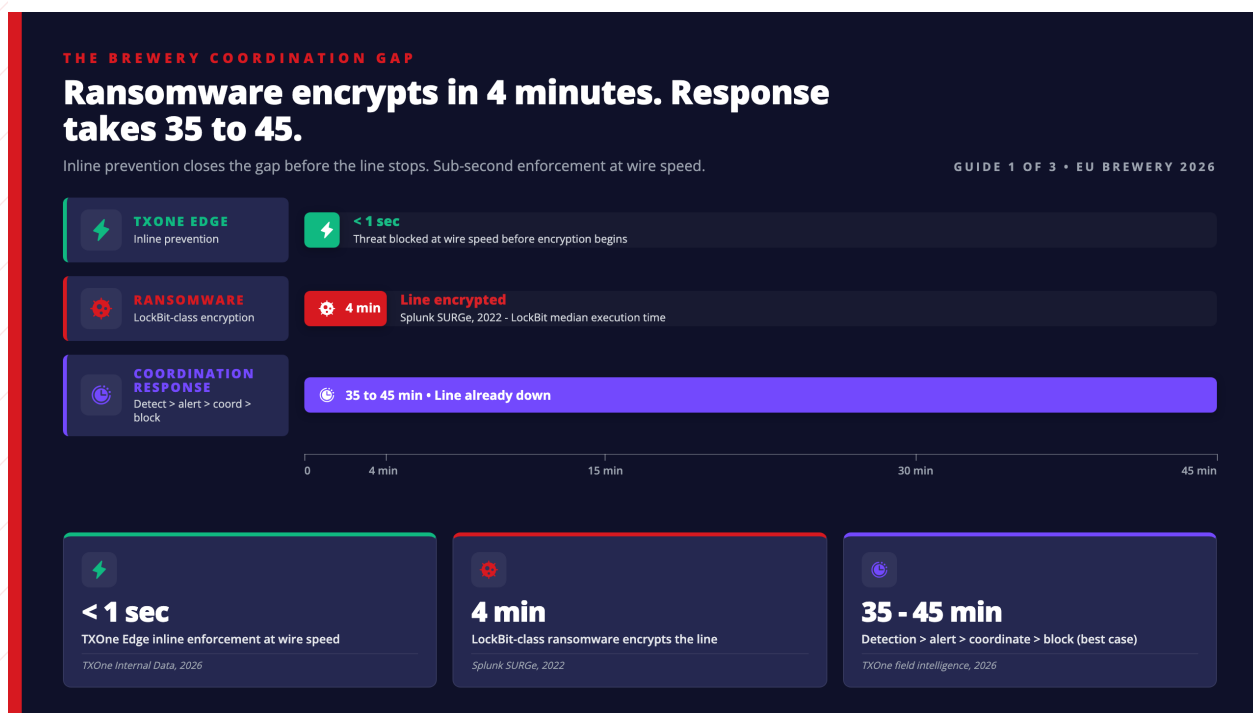 THE BREWERY COORDINATION GAP
Ransomware encrypts in 4 minutes. Response
takes 35 to 45.
Inline prevention closes the gap before the line stops. Sub-second enforcement at wire speed.
GUIDE 1 OF 3 • EU BREWERY 2026
TXONE EDGE
Inline prevention
< 1 sec
Threat blocked at wire speed before encryption begins
RANSOMWARE
LockBit-class encryption
4 min
Line encrypted
Splunk SURGe, 2022 - LockBit median execution time
COORDINATION
RESPONSE
Detect > alert > coord >
block
35 to 45 min • Line already down
0
4 min
15 min
30 min
45 min
< 1 sec
TXOne Edge inline enforcement at wire speed
TXOne Internal Data, 2026
4 min
LockBit-class ransomware encrypts the line
Splunk SURGe, 2022
35 - 45 min
Detection > alert > coordinate > block (best case)
TXOne field intelligence, 2026